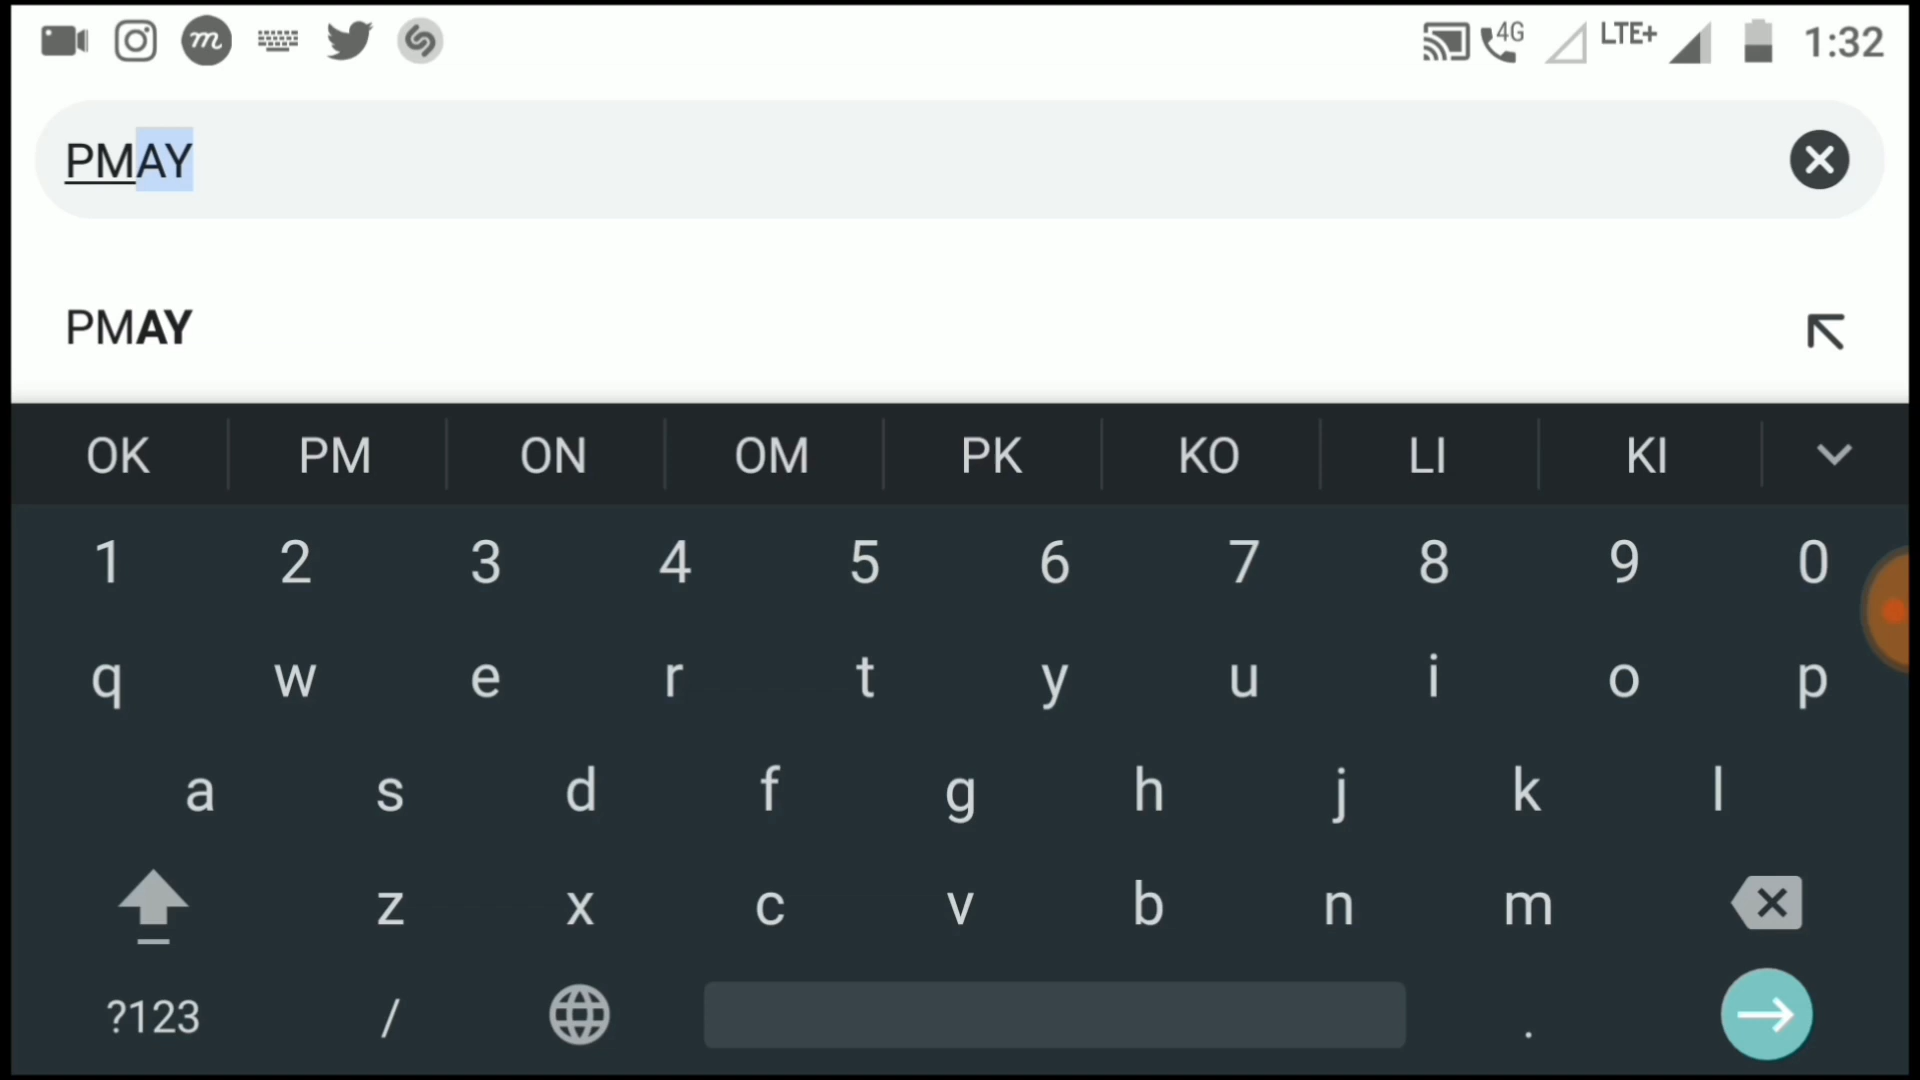 4G LTE+ 1:32
PMAY
PMAY
OK PM ON OM PK KO LI KI
1 2 3 4 5 6 7 8 9 0
q w e r t y u i o p
a s d f g h j k l
z x c v b n m
?123 / .